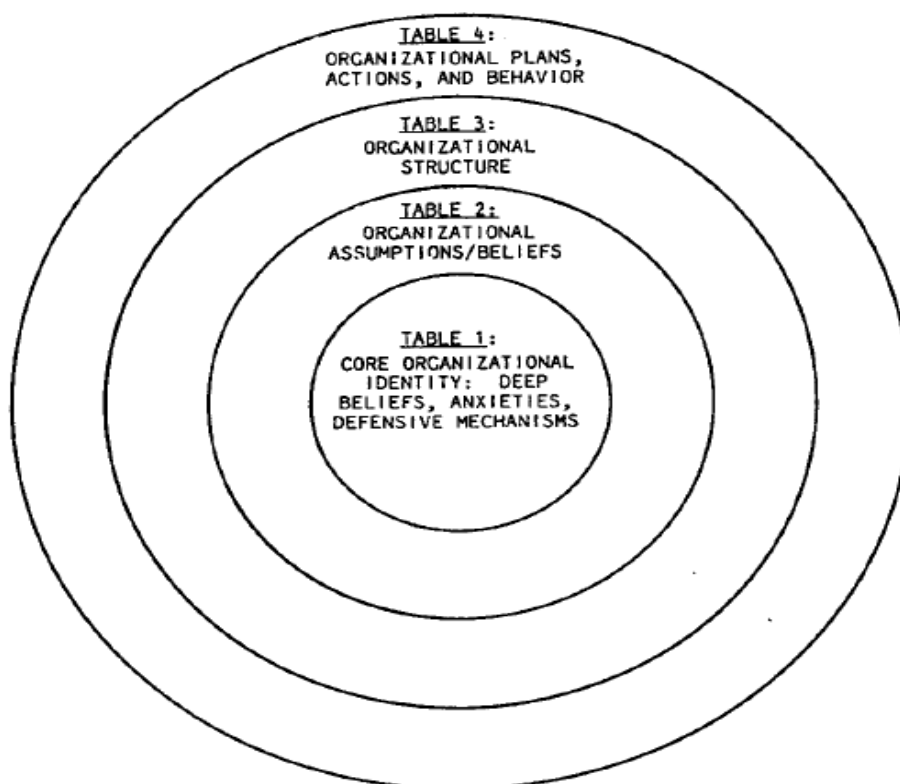 TABLE 4:
ORGANIZATIONAL PLANS,
ACTIONS, AND BEHAVIOR
TABLE 3:
ORGANIZATIONAL
STRUCTURE
TABLE 2:
ORGANIZATIONAL
ASSUMPTIONS/BELIEFS
TABLE 1:
CORE ORGANIZATIONAL
IDENTITY: DEEP
BELIEFS, ANXIETIES,
DEFENSIVE MECHANISMS